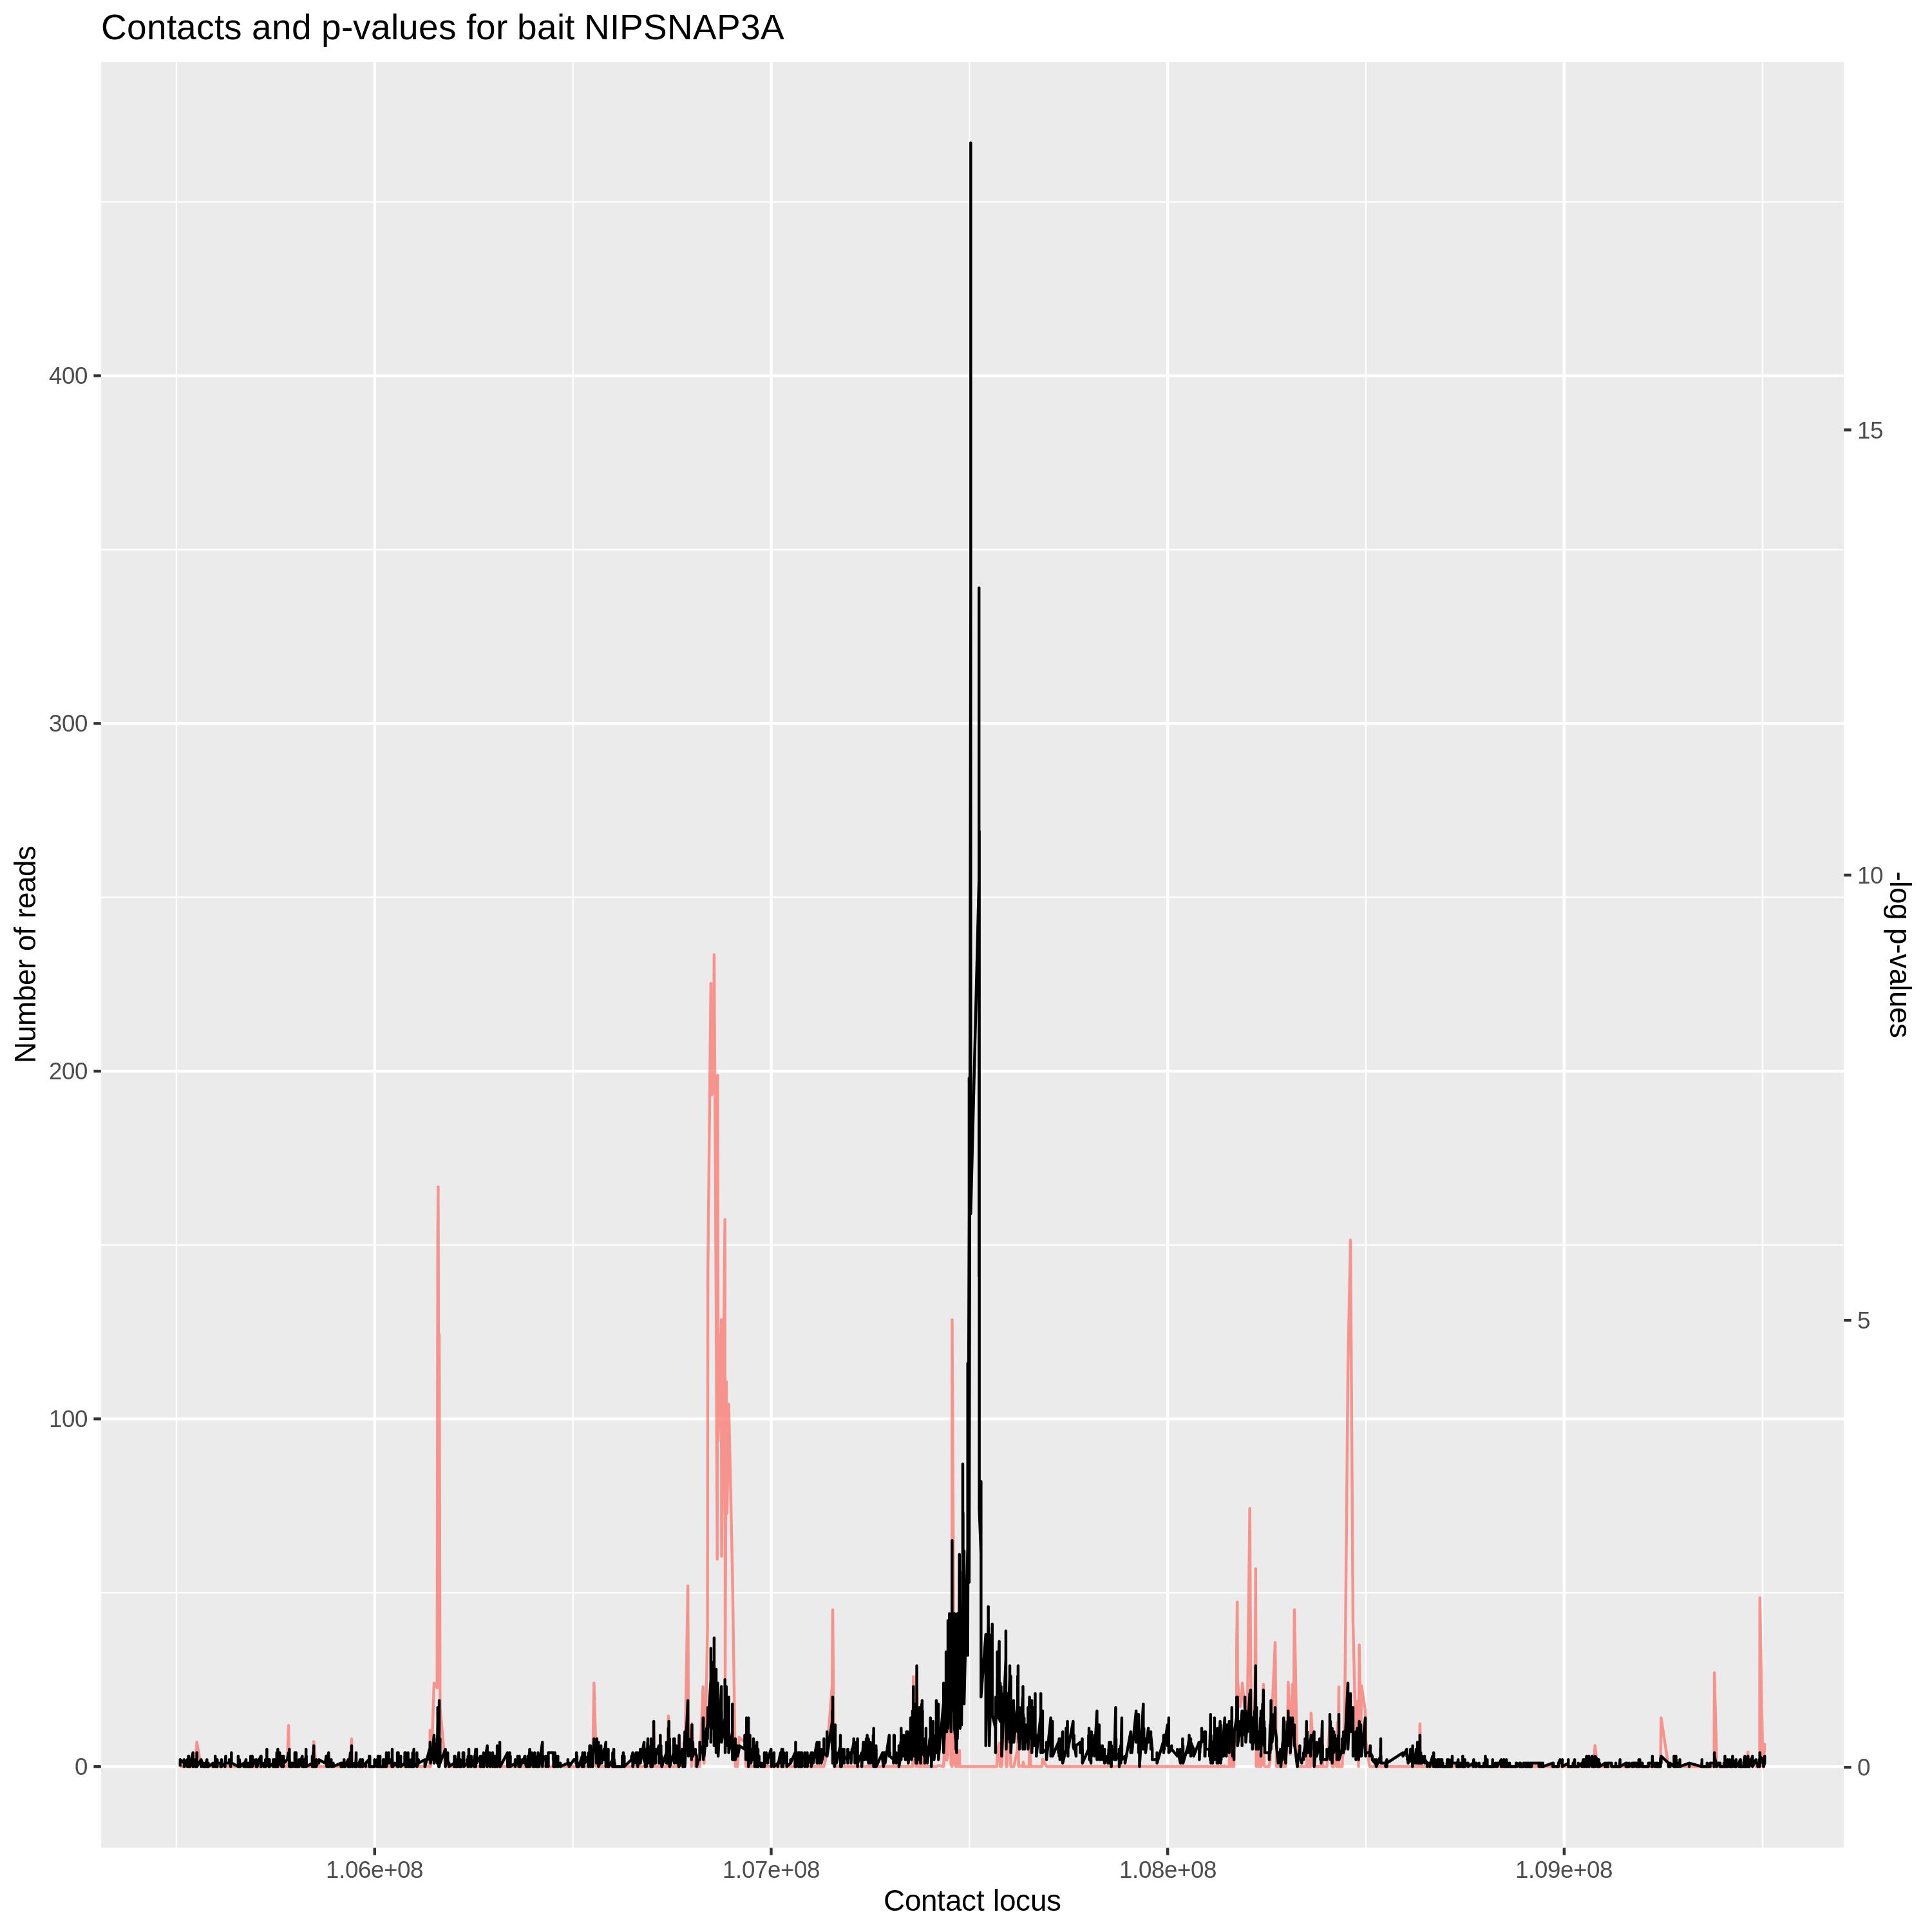 Contacts and p-values for bait NIPSNAP3A
Number of reads
400
300
200
100
0
15
10
5
0
-log p-values
1.06e+08
1.07e+08
1.08e+08
1.09e+08
Contact locus